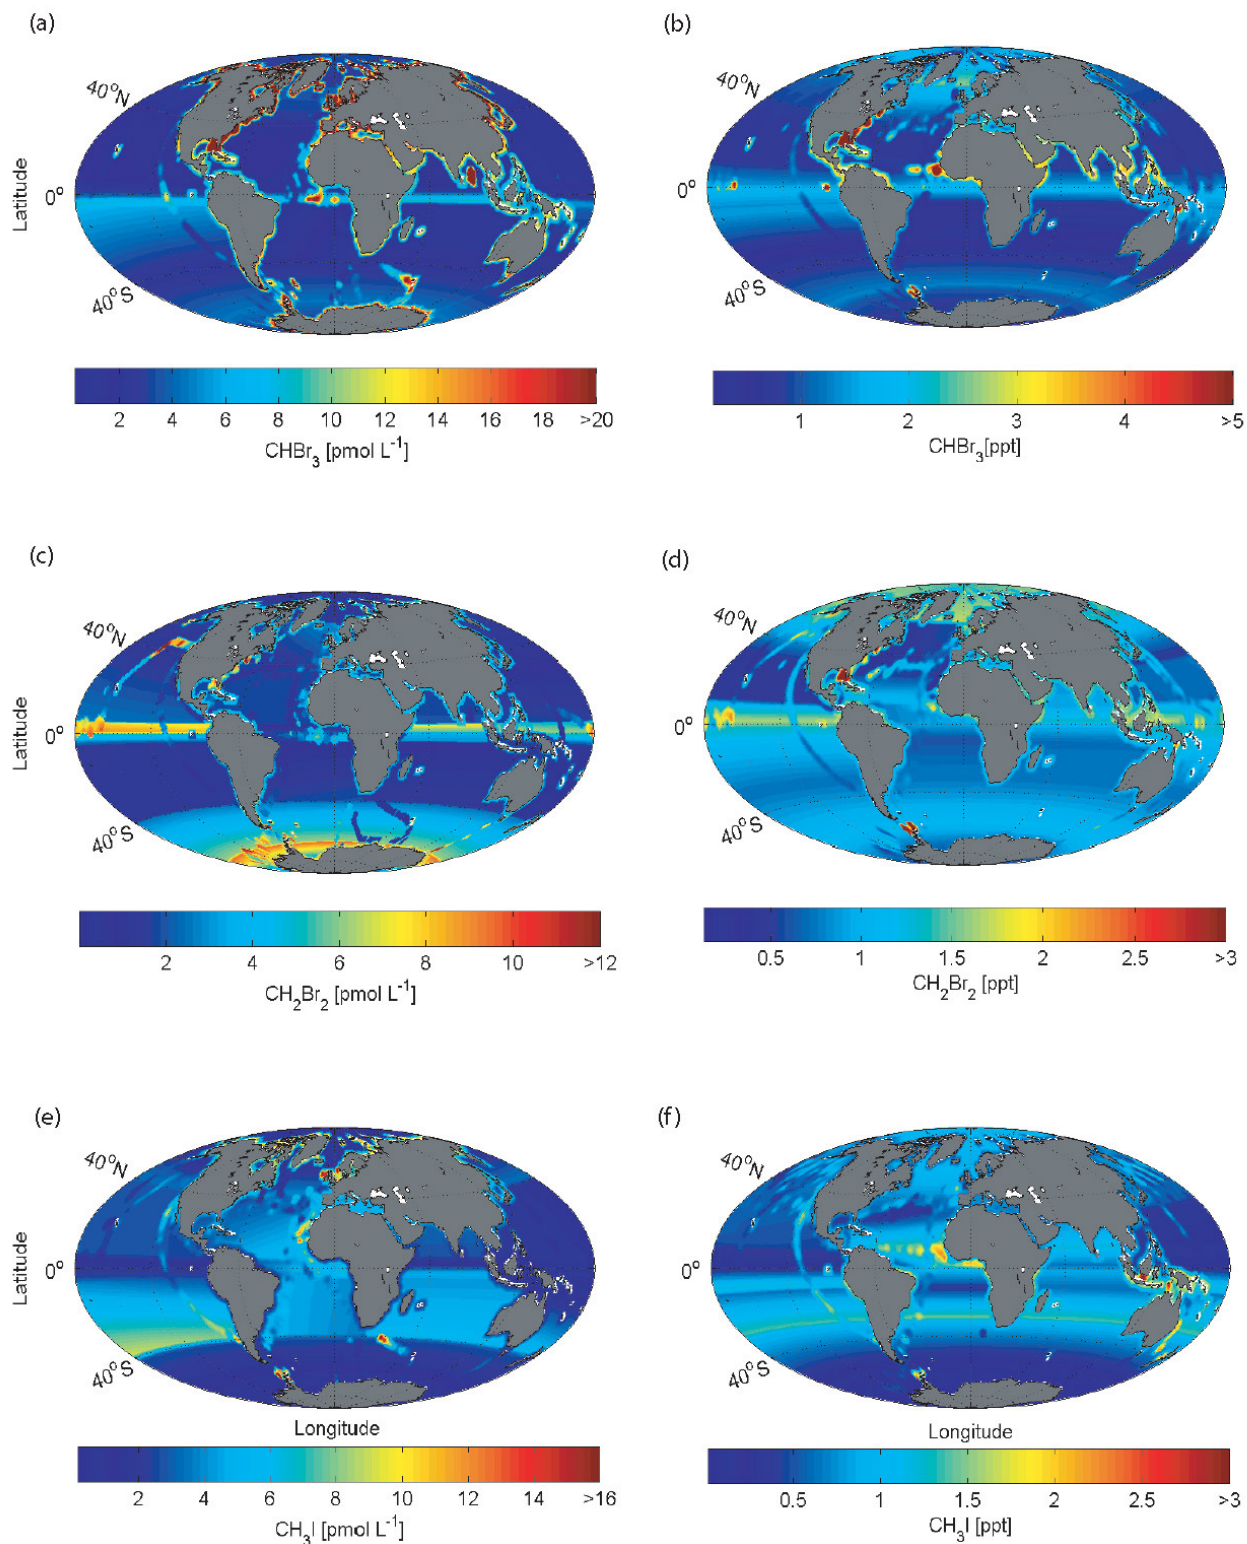 (a)
(b)
40°N
40°N
Latitude
0°
0°
40°S
40°S
2 4 6 8 10 12 14 16 18 >20
1 2 3 4 >5
CHBr₃ [pmol L⁻¹]
CHBr₃[ppt]
(c)
(d)
40°N
40°N
Latitude
0°
0°
40°S
40°S
2 4 6 8 10 >12
0.5 1 1.5 2 2.5 >3
CH₂Br₂ [pmol L⁻¹]
CH₂Br₂ [ppt]
(e)
(f)
40°N
40°N
Latitude
0°
0°
40°S
40°S
Longitude
Longitude
2 4 6 8 10 12 14 >16
0.5 1 1.5 2 2.5 >3
CH₃I [pmol L⁻¹]
CH₃I [ppt]